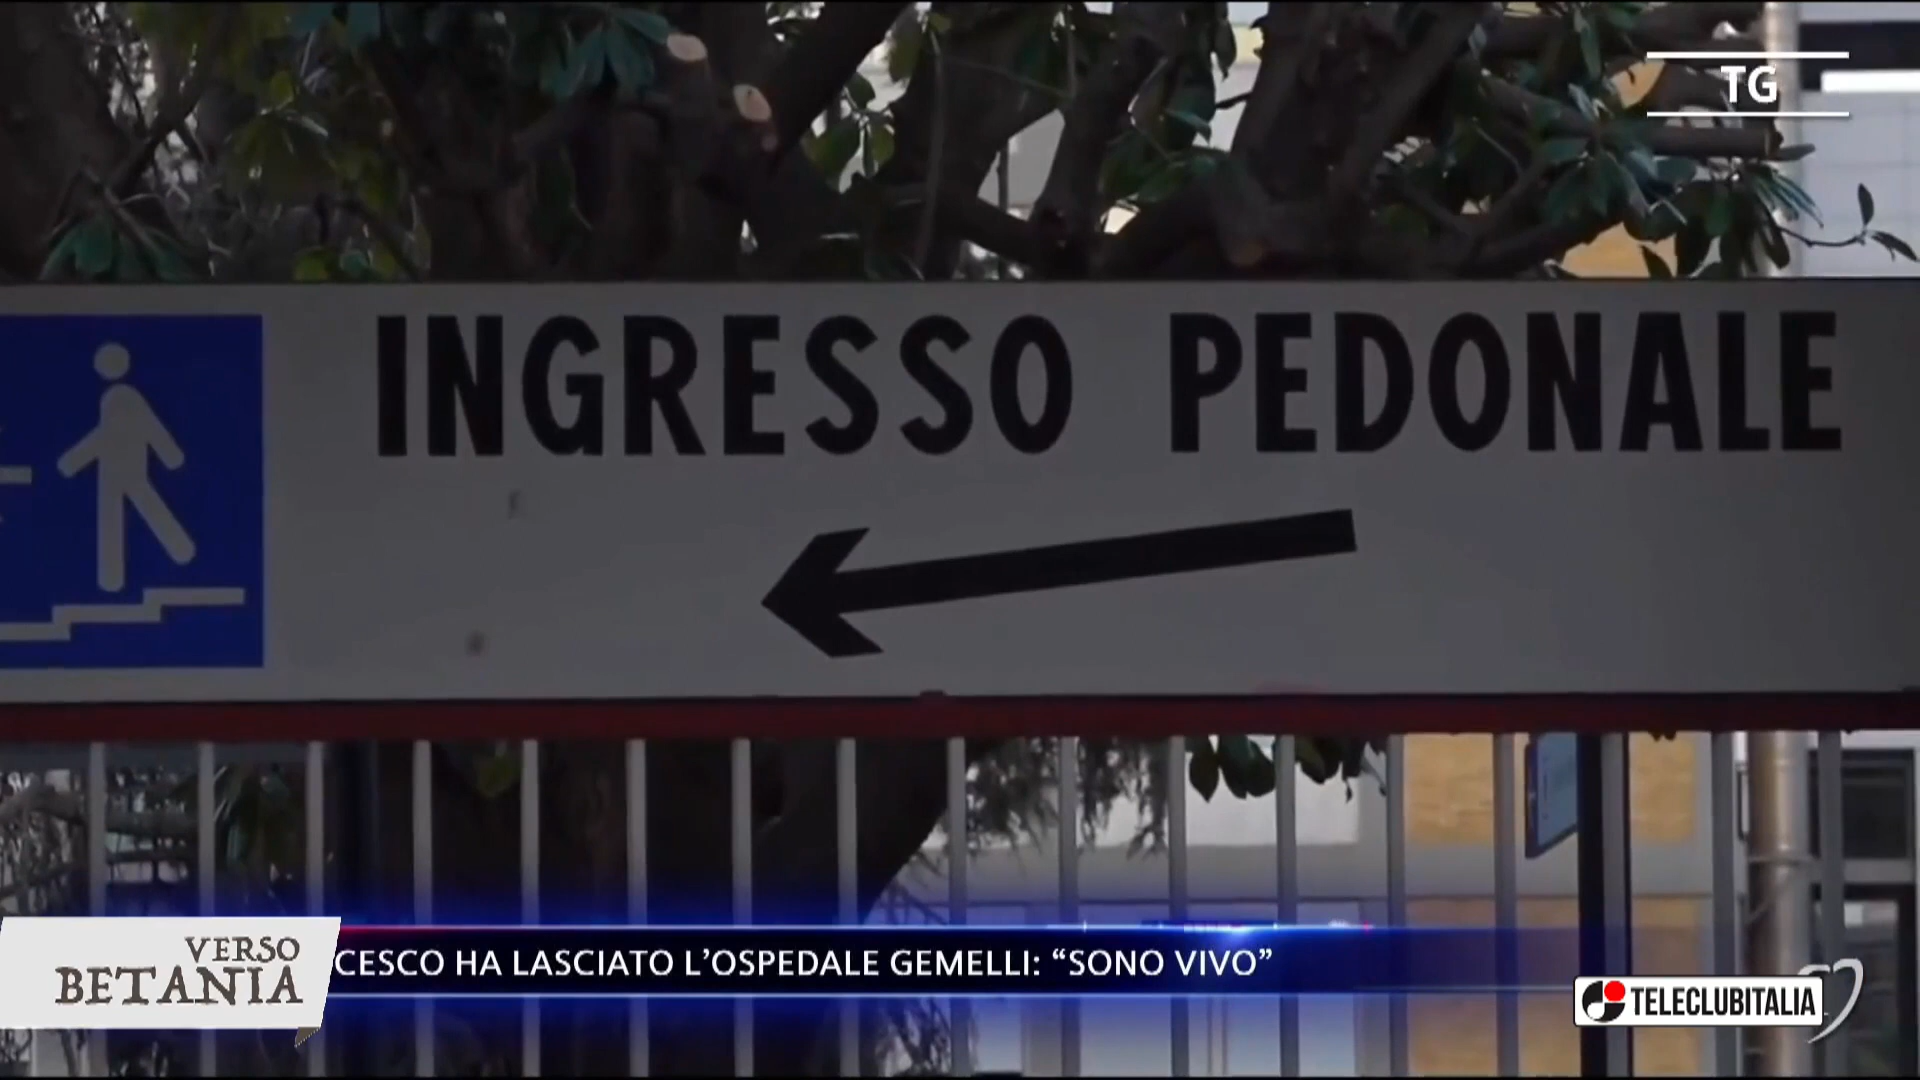 TG
INGRESSO PEDONALE
VERSO
BETANIA
CESCO HA LASCIATO L’OSPEDALE GEMELLI: “SONO VIVO”
TELECLUBITALIA